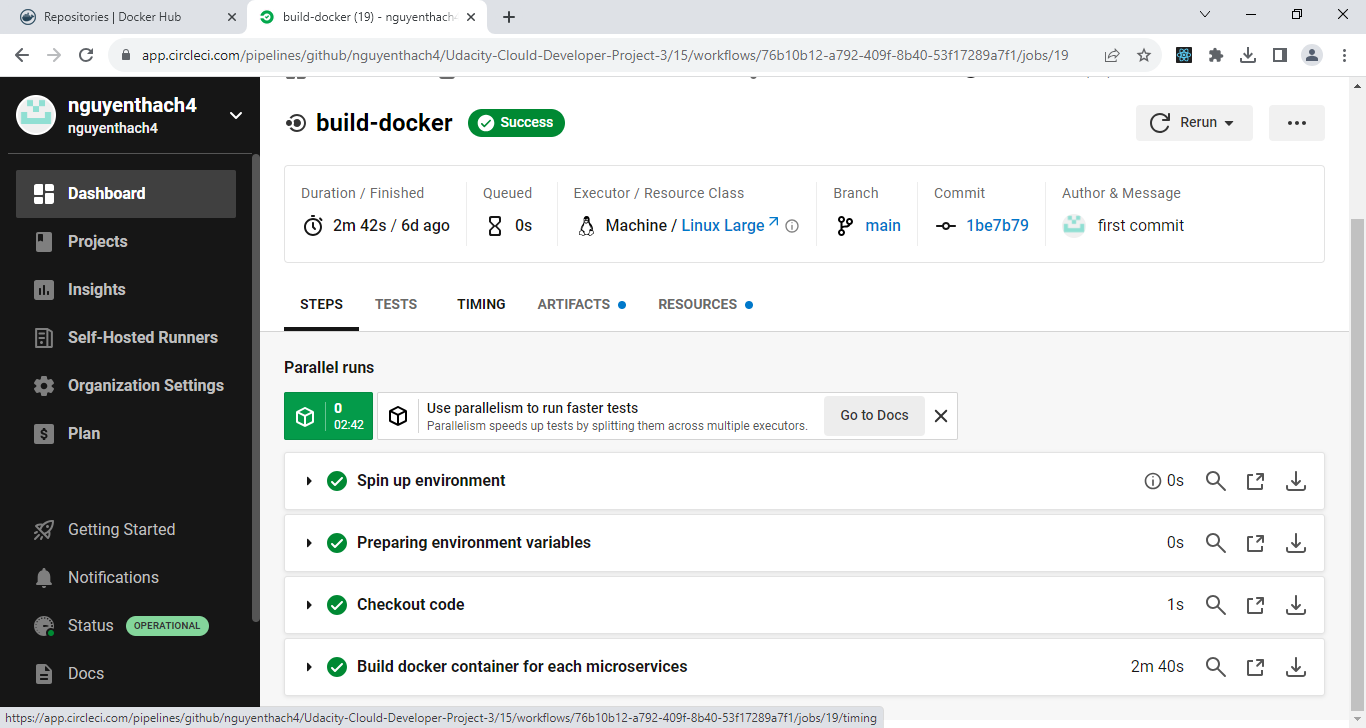 Repositories | Docker Hub
build-docker (19) - nguyenthach4
app.circleci.com/pipelines/github/nguyenthach4/Udacity-Clould-Developer-Project-3/15/workflows/76b10b12-a792-409f-8b40-53f17289a7f1/jobs/19
nguyenthach4
nguyenthach4
Dashboard
Projects
Insights
Self-Hosted Runners
Organization Settings
Plan
Getting Started
Notifications
Status OPERATIONAL
Docs
build-docker Success
Rerun
Duration / Finished
2m 42s / 6d ago
Queued
0s
Executor / Resource Class
Machine / Linux Large
Branch
main
Commit
1be7b79
Author & Message
first commit
STEPS TESTS TIMING ARTIFACTS RESOURCES
Parallel runs
0
02:42
Use parallelism to run faster tests
Parallelism speeds up tests by splitting them across multiple executors.
Go to Docs
Spin up environment 0s
Preparing environment variables 0s
Checkout code 1s
Build docker container for each microservices 2m 40s
https://app.circleci.com/pipelines/github/nguyenthach4/Udacity-Clould-Developer-Project-3/15/workflows/76b10b12-a792-409f-8b40-53f17289a7f1/jobs/19/timing